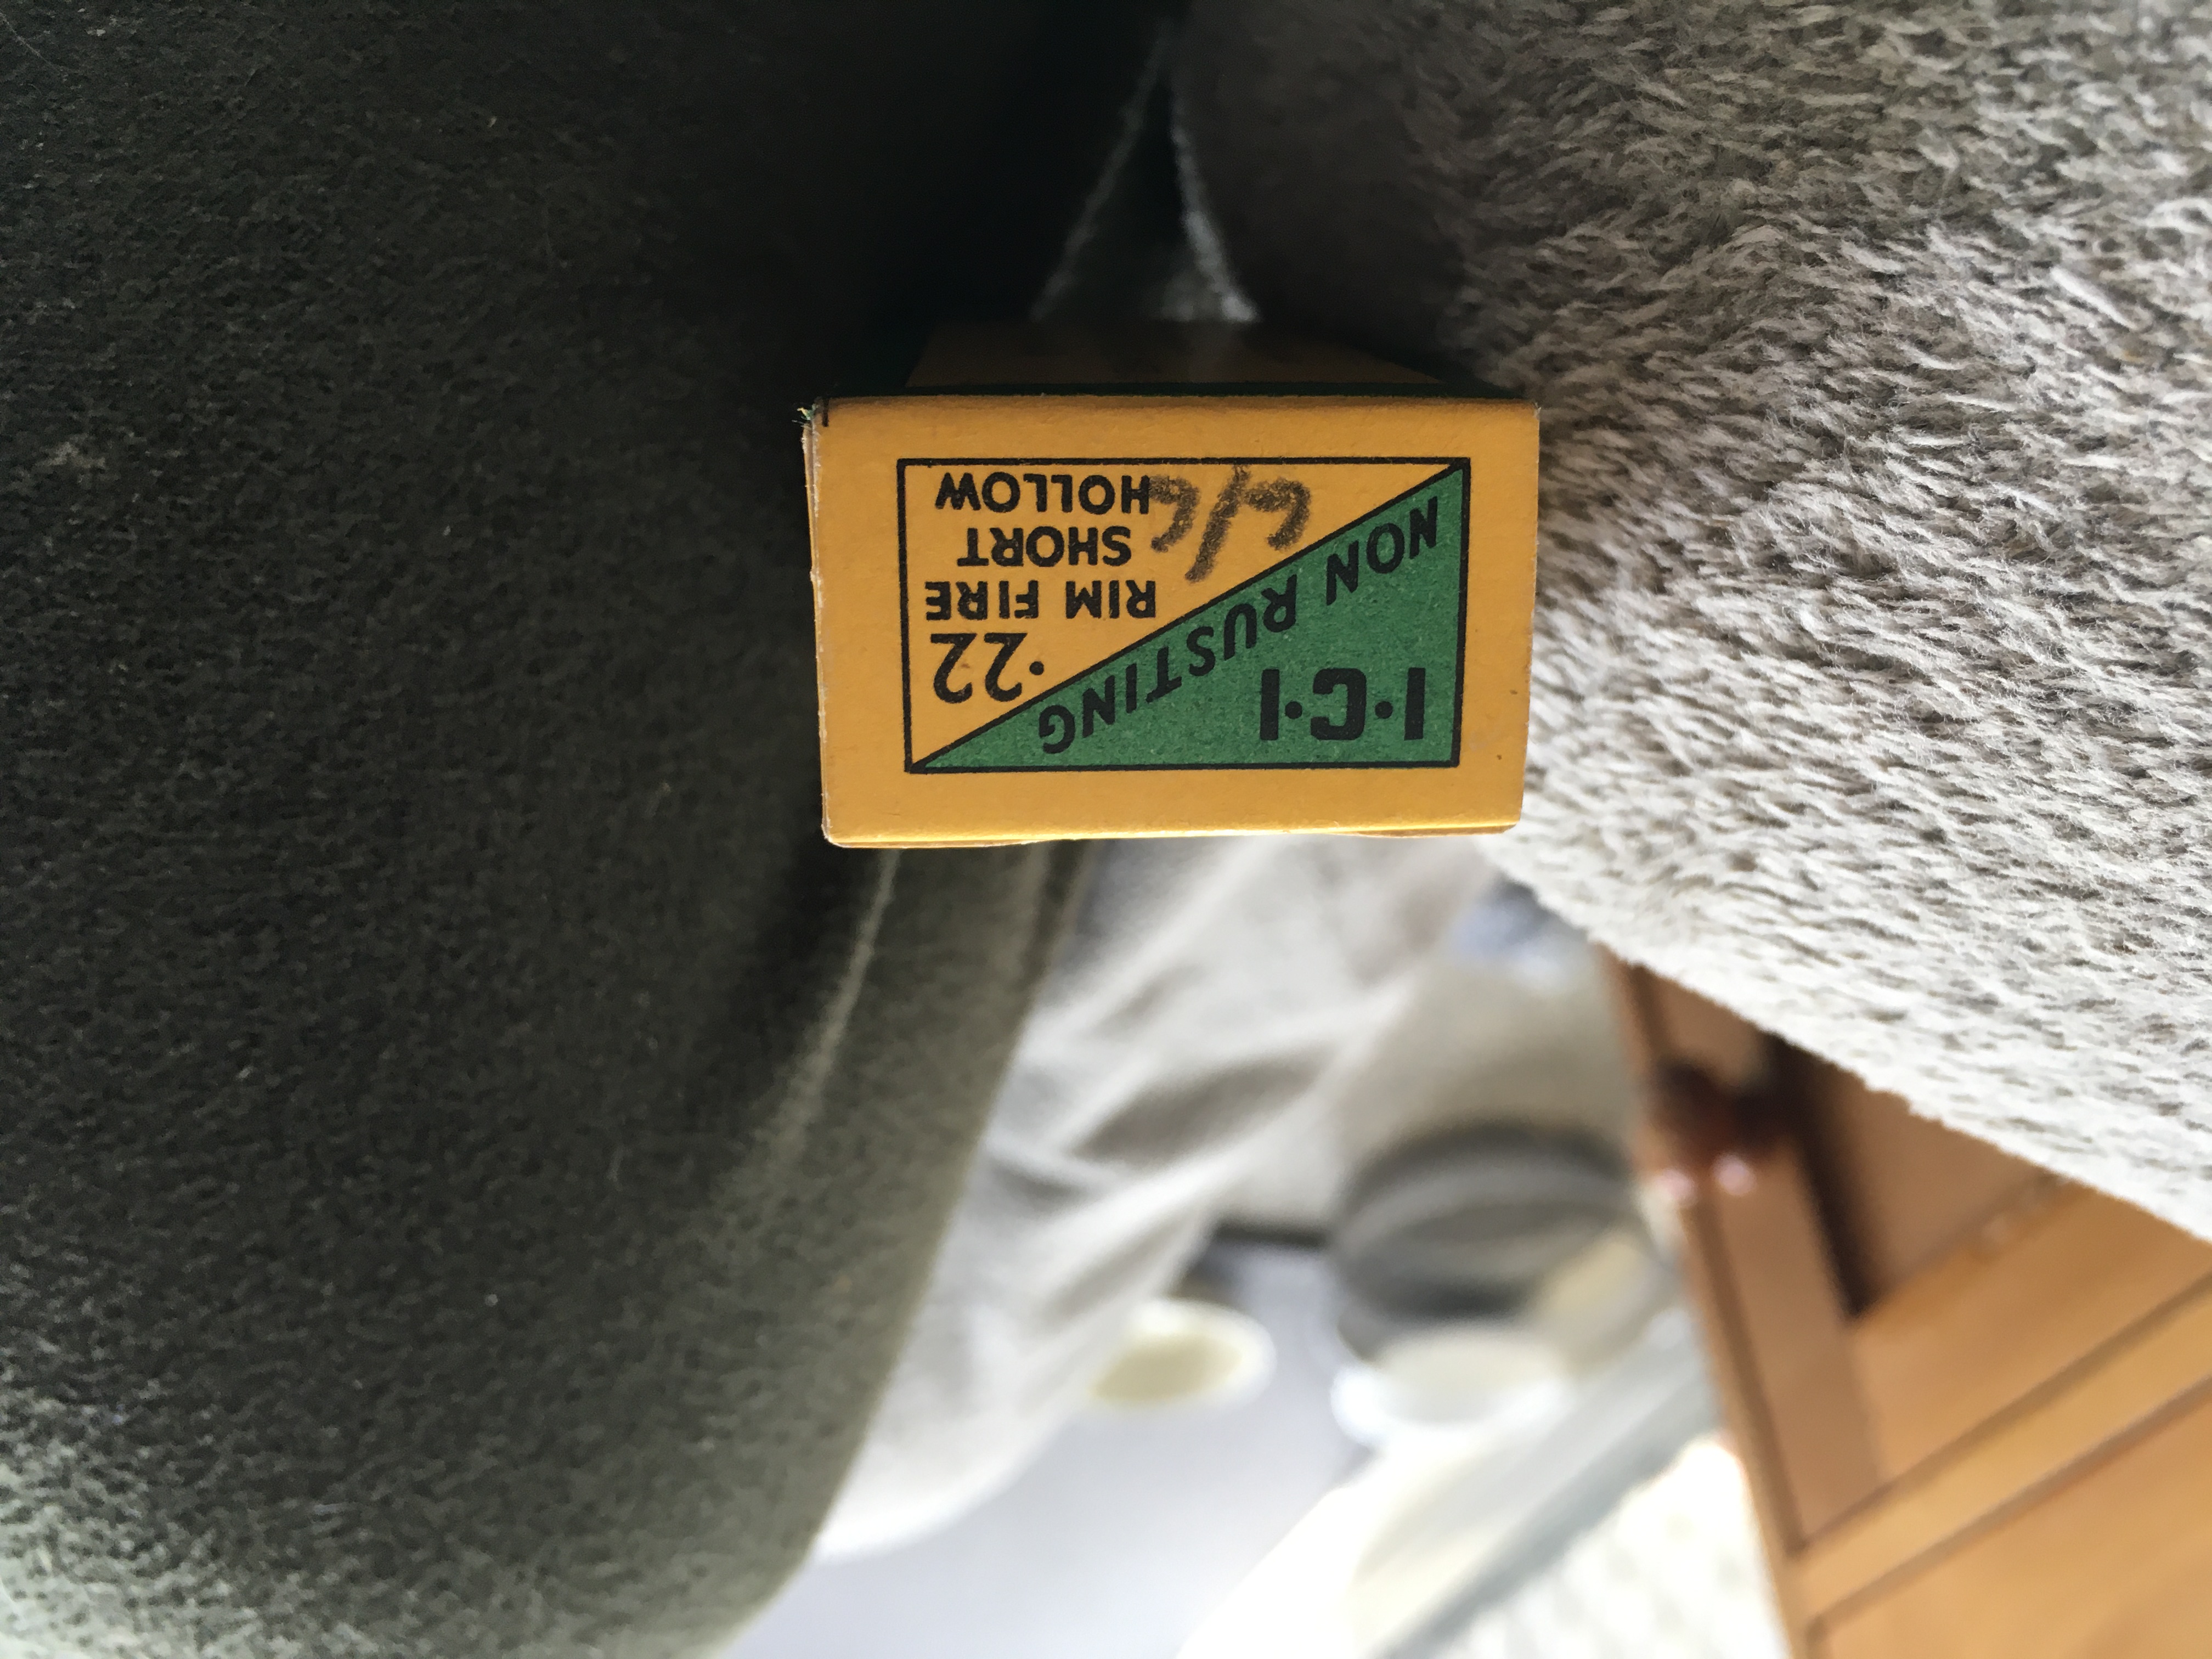 I·C·I
NON RUSTING
·22
RIM FIRE
SHORT
HOLLOW